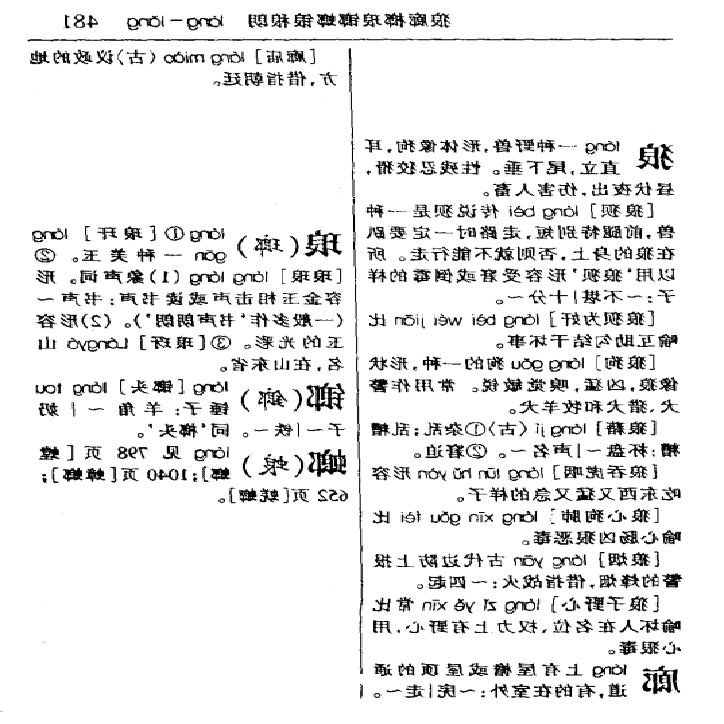 狼廊榔琅锒螂锒稂朗 láng－lǎng 481
狼 láng 一种野兽,形体像狗,耳
直立,尾下垂。性残忍狡猾,
昼伏夜出,伤害人畜。
[狼狈] láng bèi 传说狈是一种
兽,前腿特别短,走路时一定要趴
在狼的身上,否则就不能行走。所
以用‘狼狈’形容受窘或倒霉的样
子:～不堪|十分～。
[狼狈为奸] láng bèi wéi jiān 比
喻互助勾结干坏事。
[狼狗] láng gǒu 狗的一种,形状
像狼,凶猛,嗅觉敏锐。常用作警
犬、猎犬和牧羊犬。
[狼藉] láng jí (古)①杂乱;乱糟
糟:杯盘～|声名～。②窘迫。
[狼吞虎咽] láng tūn hǔ yàn 形容
吃东西又猛又急的样子。
[狼心狗肺] láng xīn gǒu fèi 比
喻心肠凶狠恶毒。
[狼烟] láng yān 古代边防上报
警的烽烟,借指战火:～四起。
[狼子野心] láng zǐ yě xīn 常比
喻坏人在名位、权力上有野心,用
心狠毒。
廊 láng 上有屋檐或屋顶的通
道,有的在室外:～庑|走～。
[廊庙] láng miào (古)议政的地
方,借指朝廷。
琅(瑯) láng ①[琅玕] láng
gān 一种美玉。②
[琅琅] láng láng (1)象声词。形
容金玉相击声或读书声:书声～
(一般多作‘书声朗朗’)。(2)形容
玉的光彩。③[琅玡] Lángyá 山
名,在山东省。
锒(鎯) láng [锒头] láng tou
锤子:羊角～|奶
子～|铁～。同‘榔头’。
螂(蜋) láng 见 798 页 [螳
螂];1040 页[蟑螂];
652 页[蜣螂]。